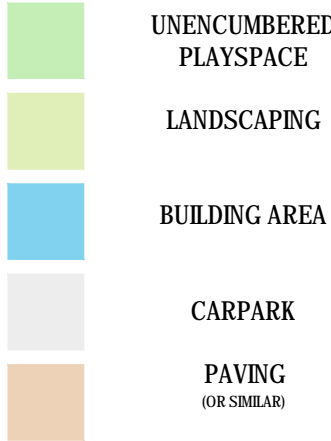 UNENCUMBERED
PLAYSPACE
LANDSCAPING
BUILDING AREA
CARPARK
PAVING
(OR SIMILAR)